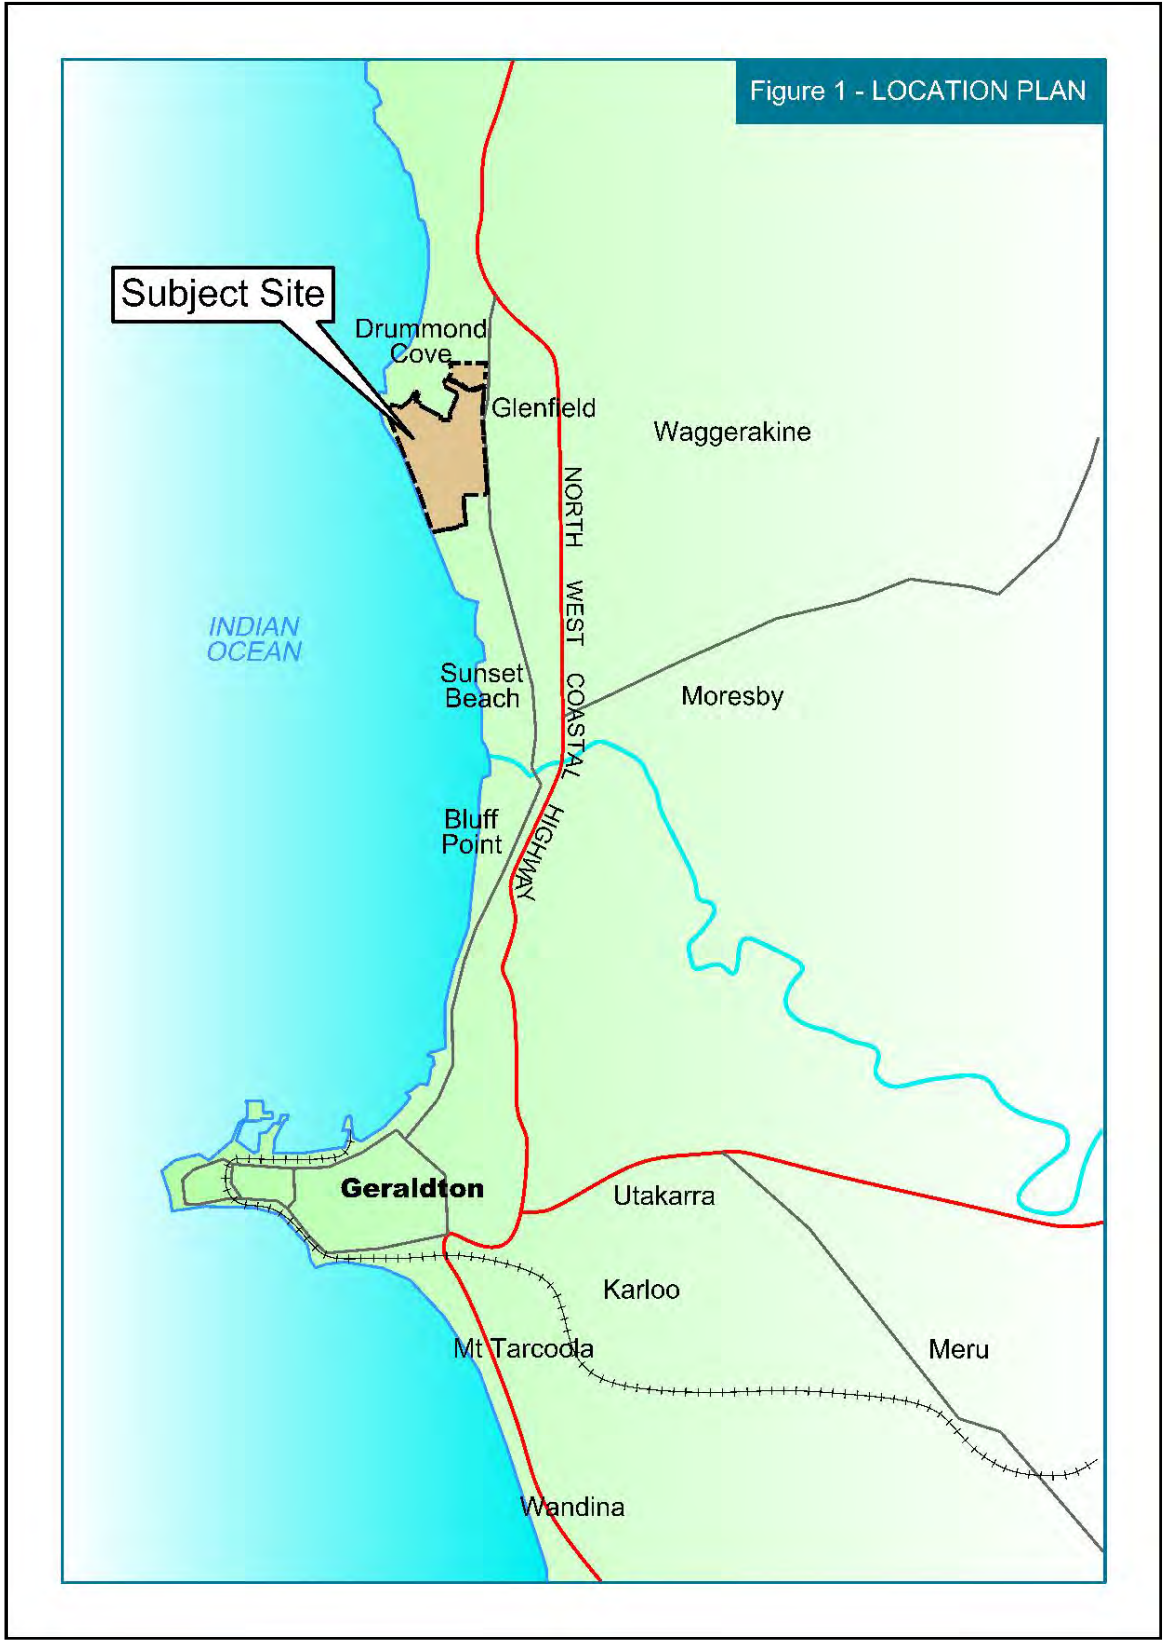 Figure 1 - LOCATION PLAN
Subject Site
Drummond
Cove
Glenfield
Waggerakine
NORTH WEST COASTAL HIGHWAY
INDIAN
OCEAN
Sunset
Beach
Moresby
Bluff
Point
Geraldton
Utakarra
Karloo
Mt Tarcoola
Meru
Wandina